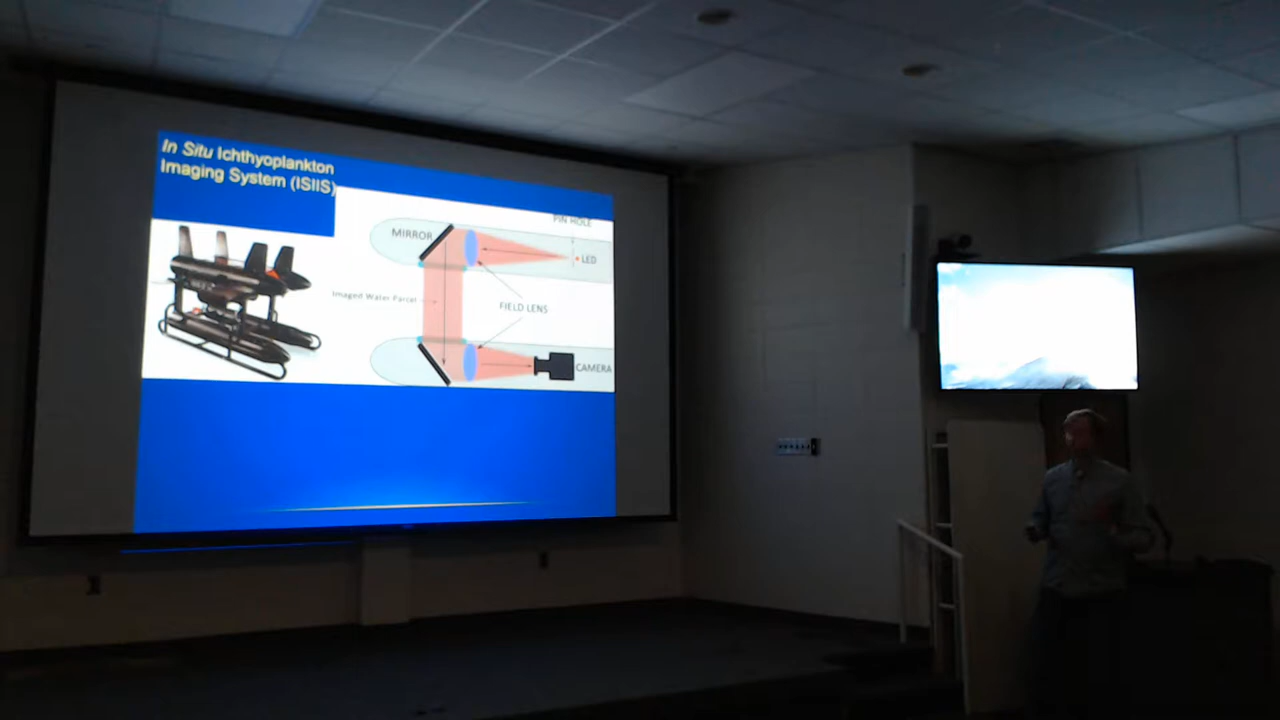 In Situ Ichthyoplankton
Imaging System (ISIIS)
PIN HOLE
MIRROR
LED
Imaged Water Parcel
FIELD LENS
CAMERA